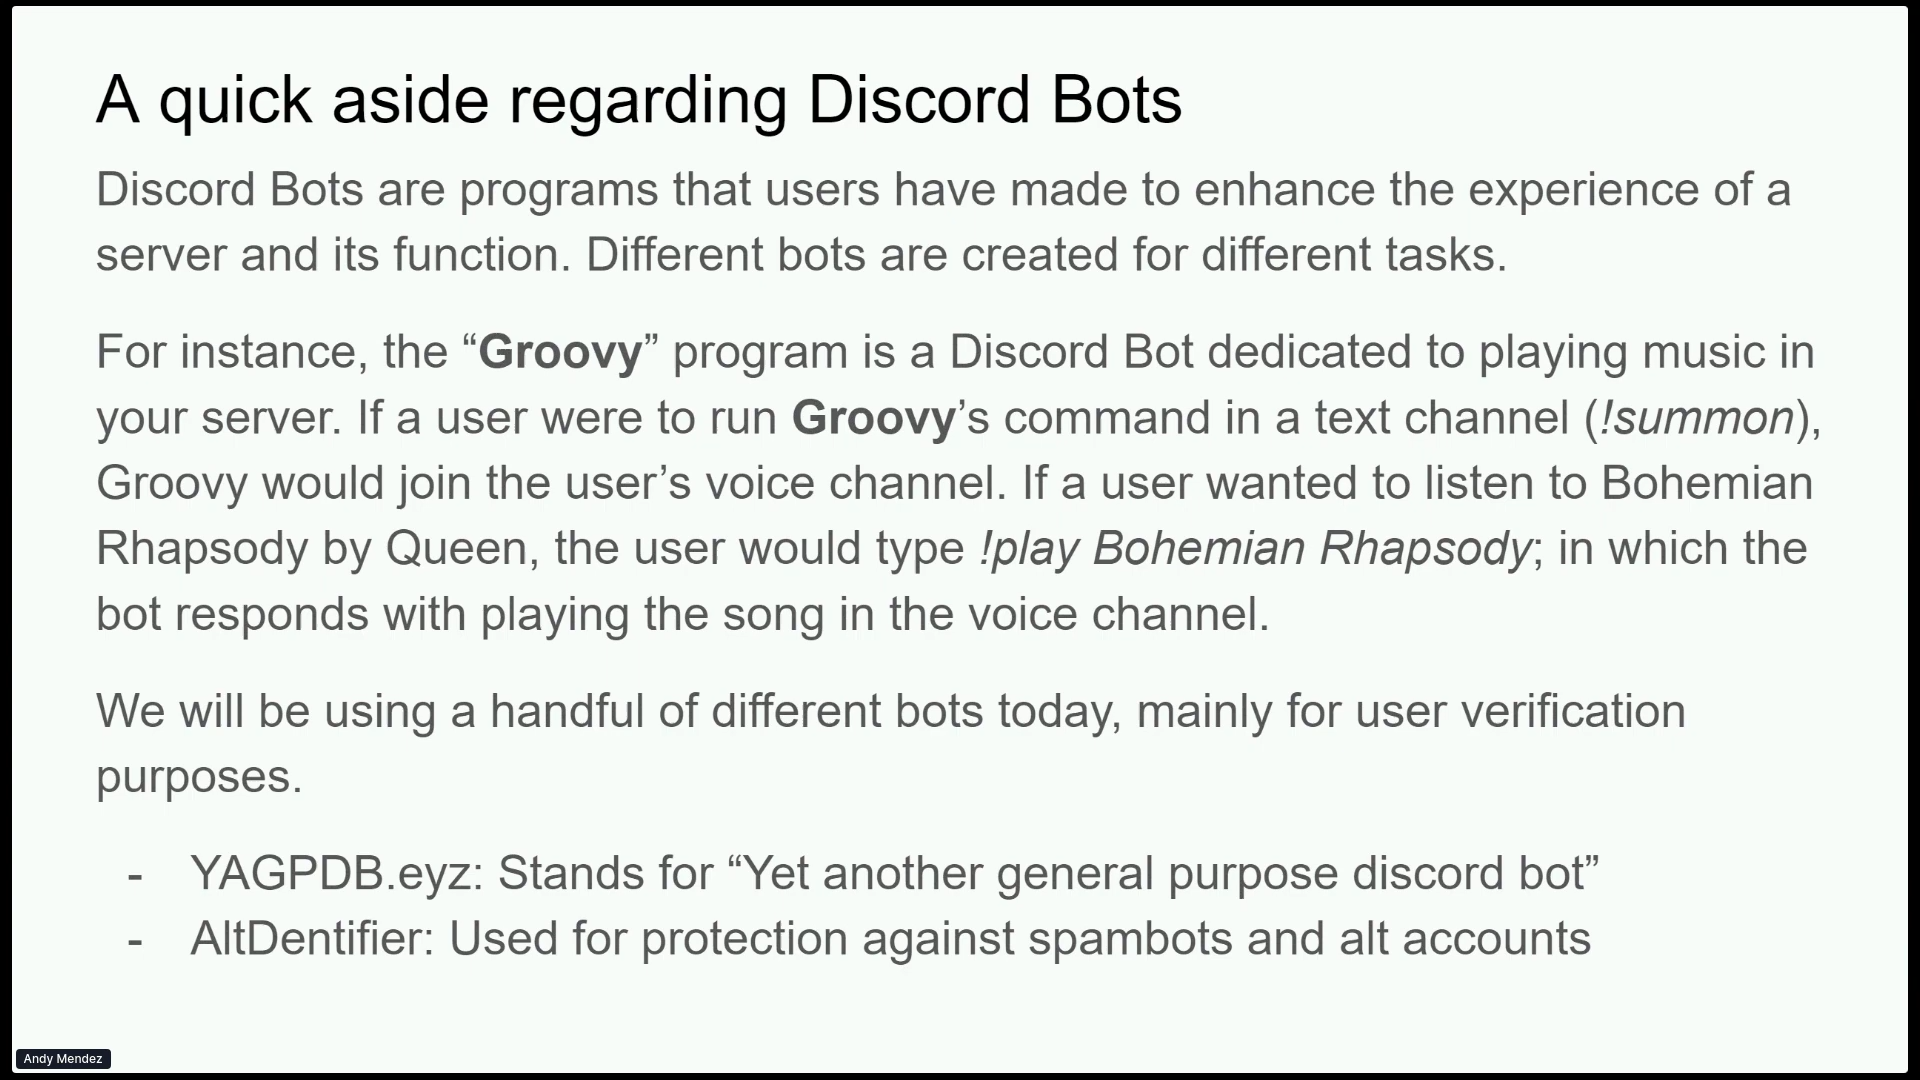 A quick aside regarding Discord Bots
Discord Bots are programs that users have made to enhance the experience of a
server and its function. Different bots are created for different tasks.
For instance, the “Groovy” program is a Discord Bot dedicated to playing music in
your server. If a user were to run Groovy’s command in a text channel (!summon),
Groovy would join the user’s voice channel. If a user wanted to listen to Bohemian
Rhapsody by Queen, the user would type !play Bohemian Rhapsody; in which the
bot responds with playing the song in the voice channel.
We will be using a handful of different bots today, mainly for user verification
purposes.
- YAGPDB.eyz: Stands for “Yet another general purpose discord bot”
- AltDentifier: Used for protection against spambots and alt accounts
Andy Mendez